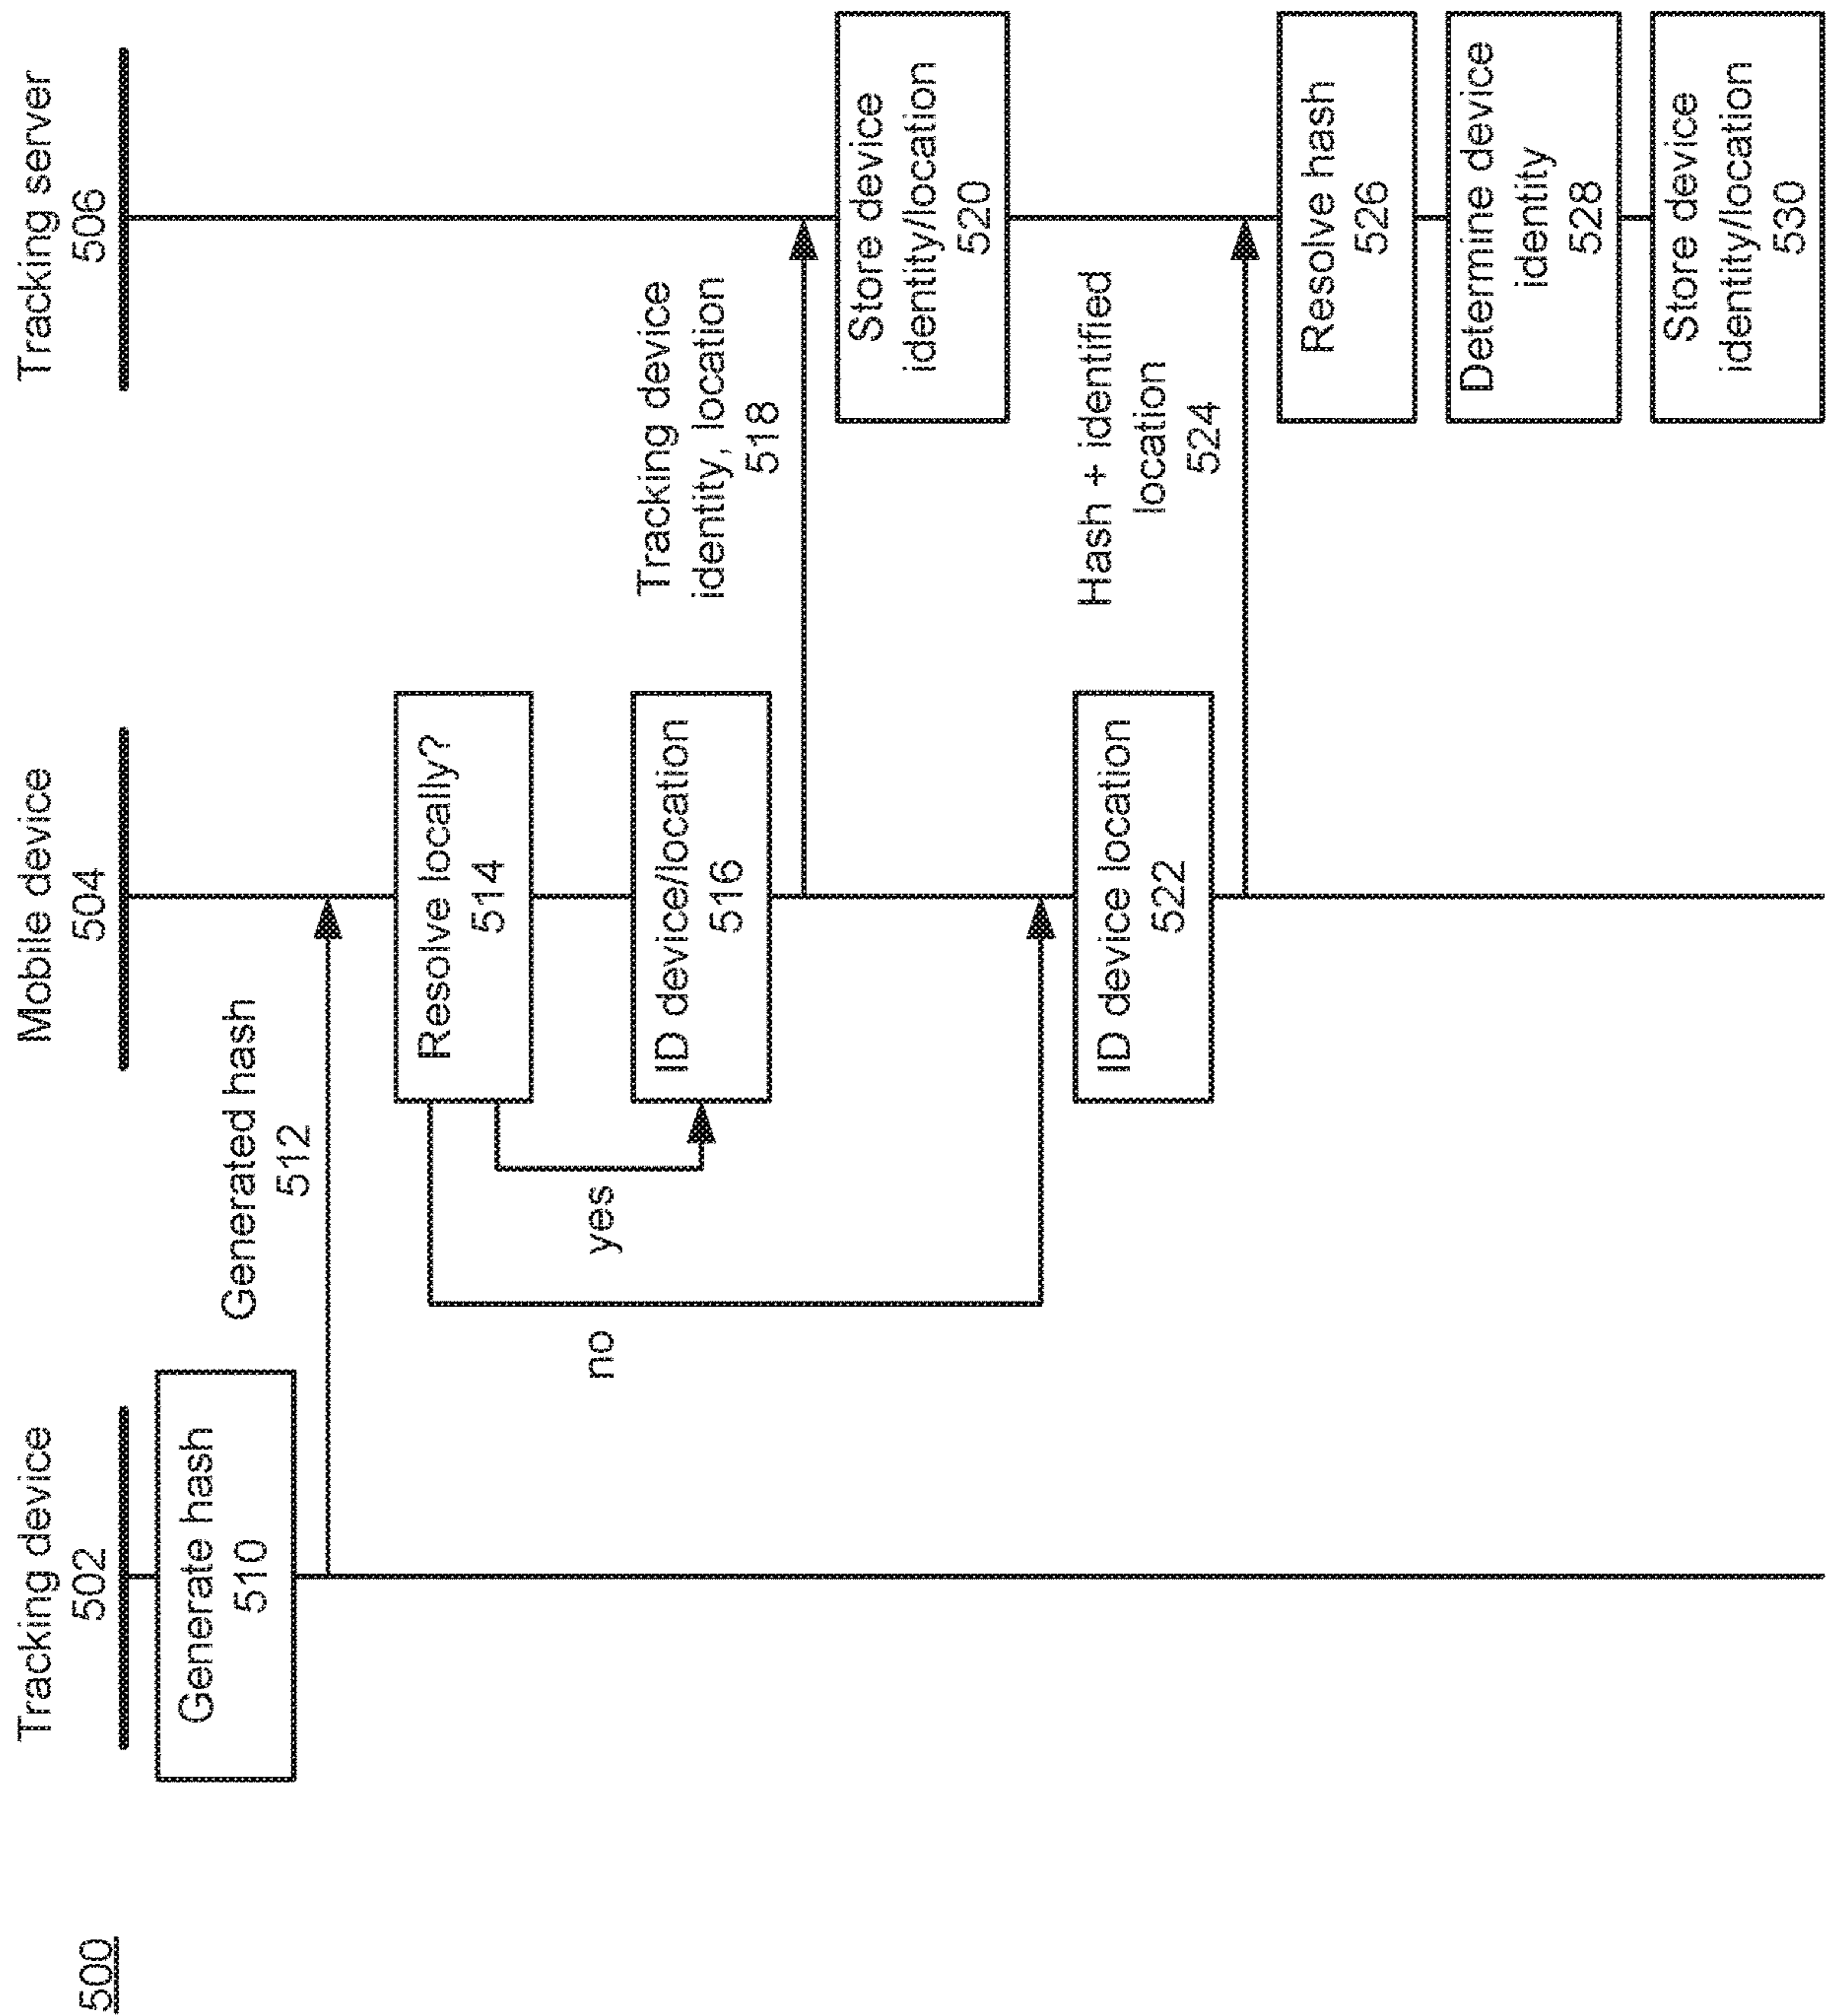 500
Tracking device
502
Mobile device
504
Tracking server
506
Generate hash
510
Generated hash
512
Resolve locally?
514
no
yes
ID device/location
516
Tracking device
identity, location
518
Store device
identity/location
520
ID device location
522
Hash + identified
location
524
Resolve hash
526
Determine device
identity
528
Store device
identity/location
530